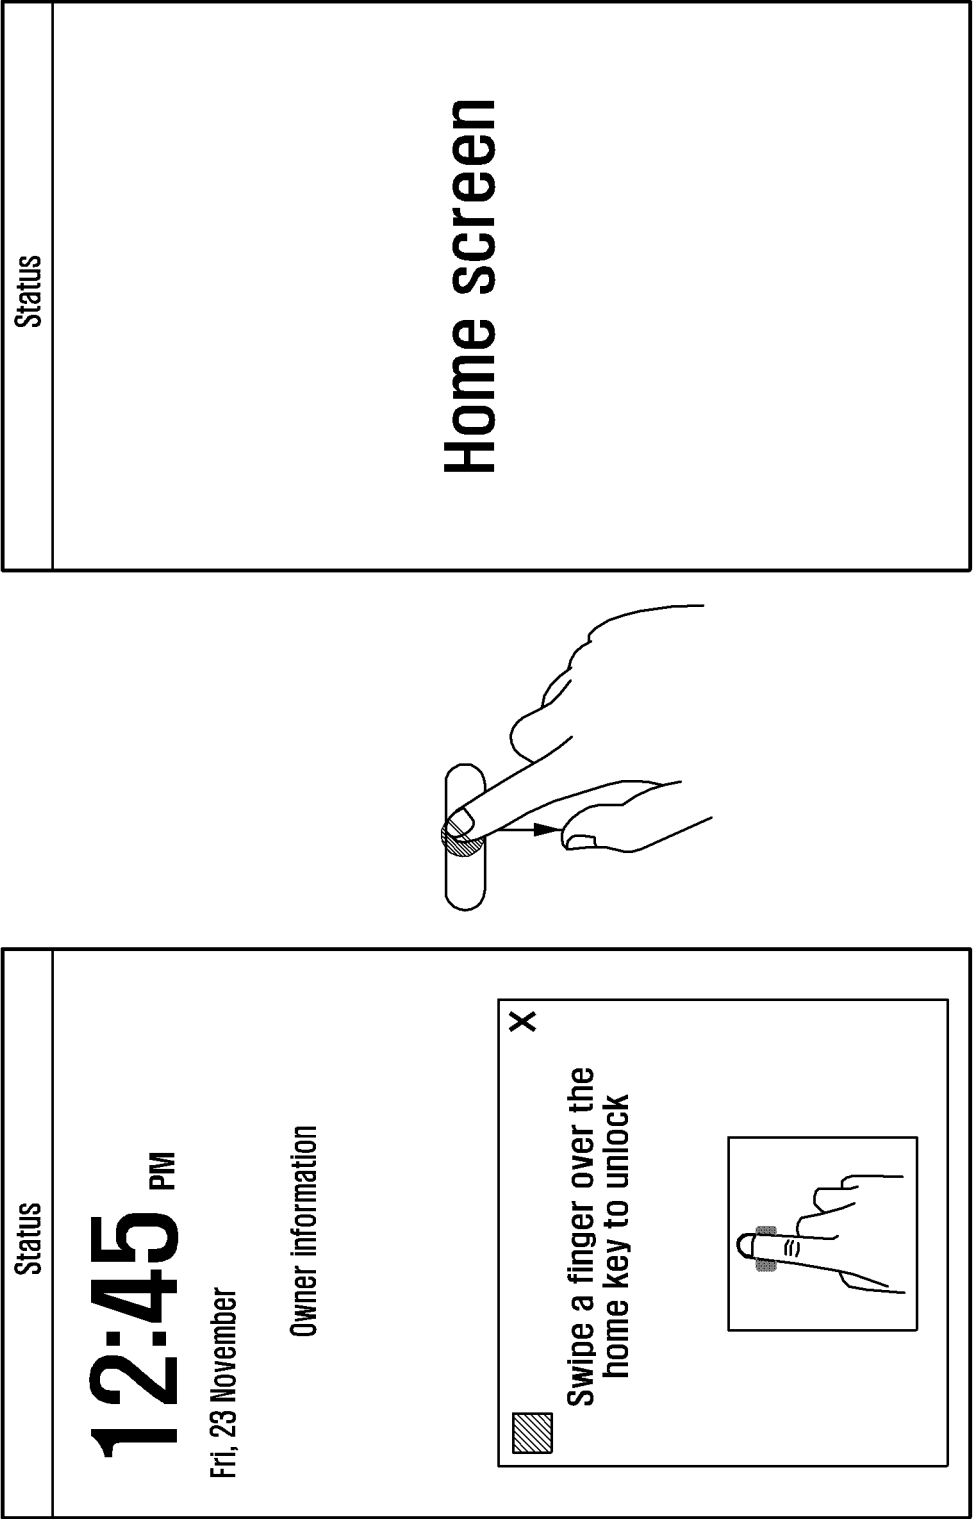 Status
12:45 PM
Fri, 23 November
Owner information
X
Swipe a finger over the
home key to unlock
Status
Home screen